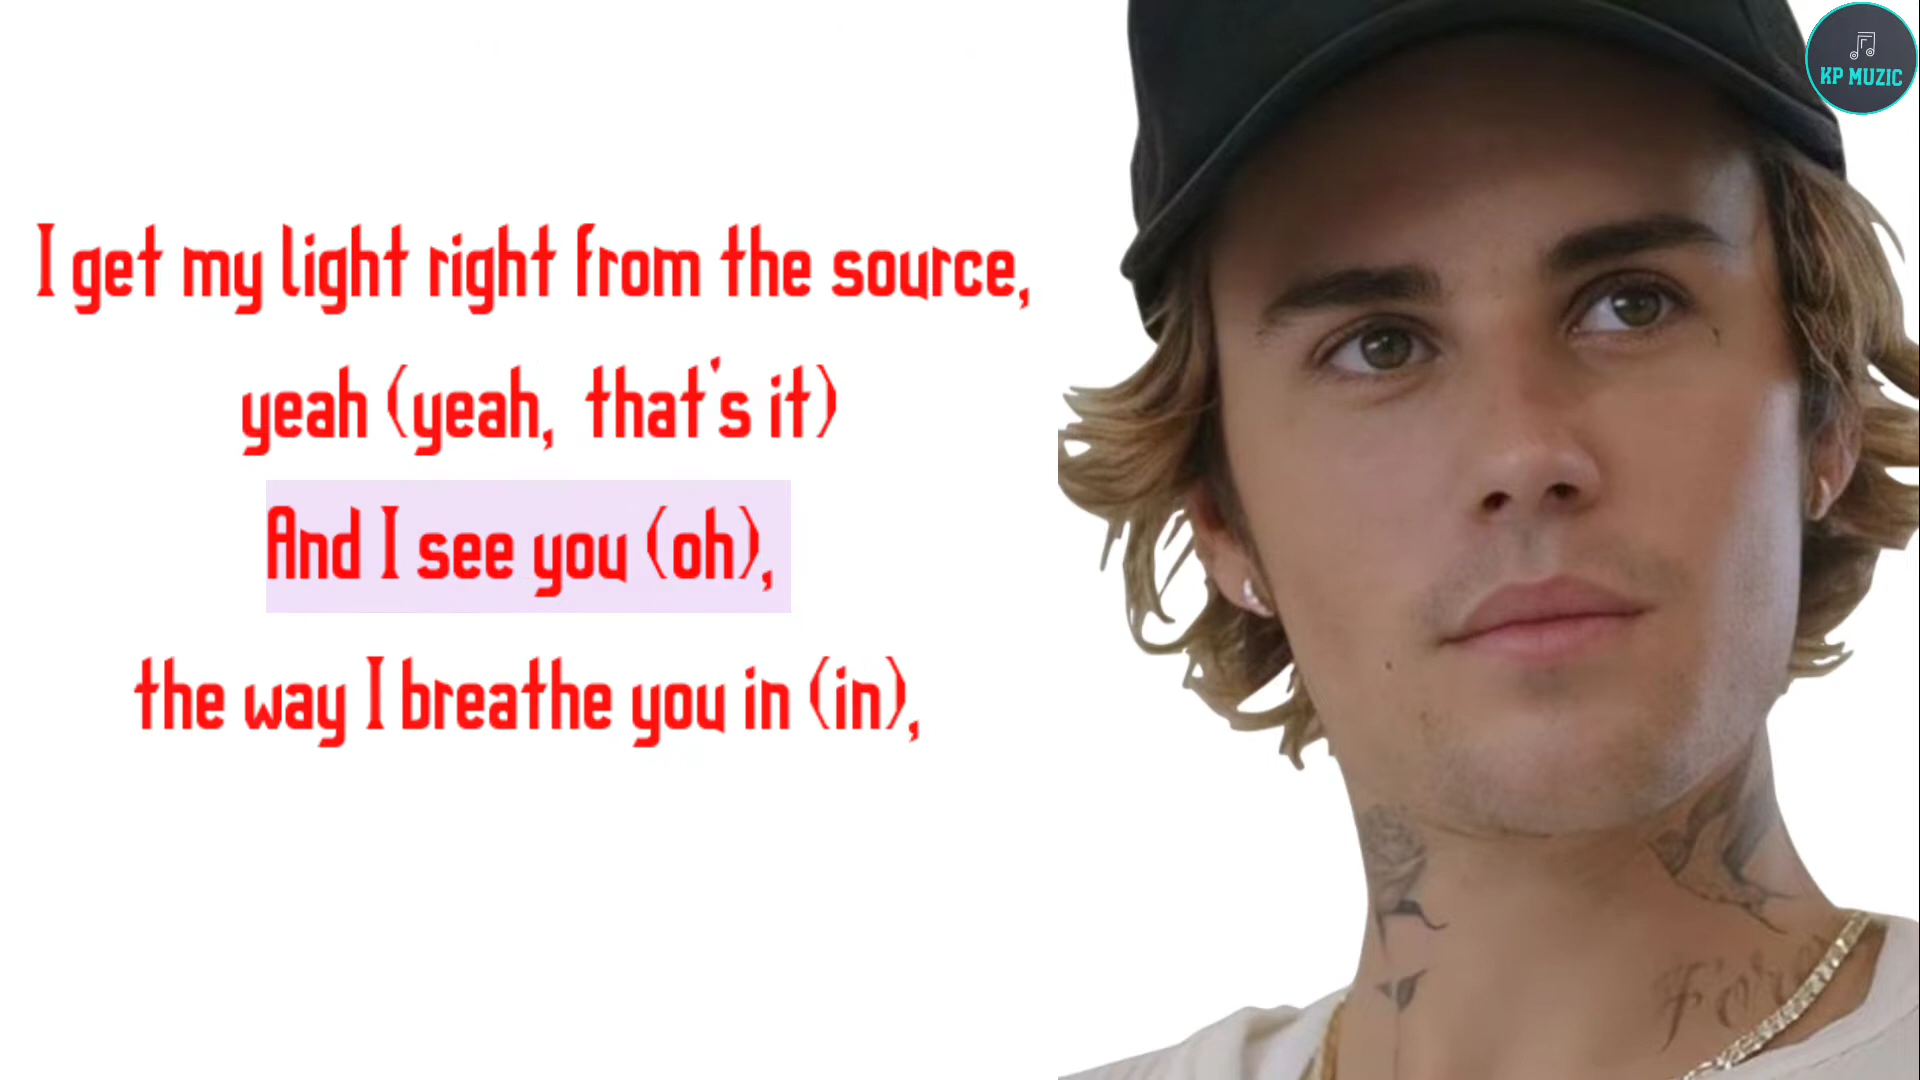 I get my light right from the source,
yeah (yeah, that's it)
And I see you (oh),
the way I breathe you in (in),
KP MUZIC